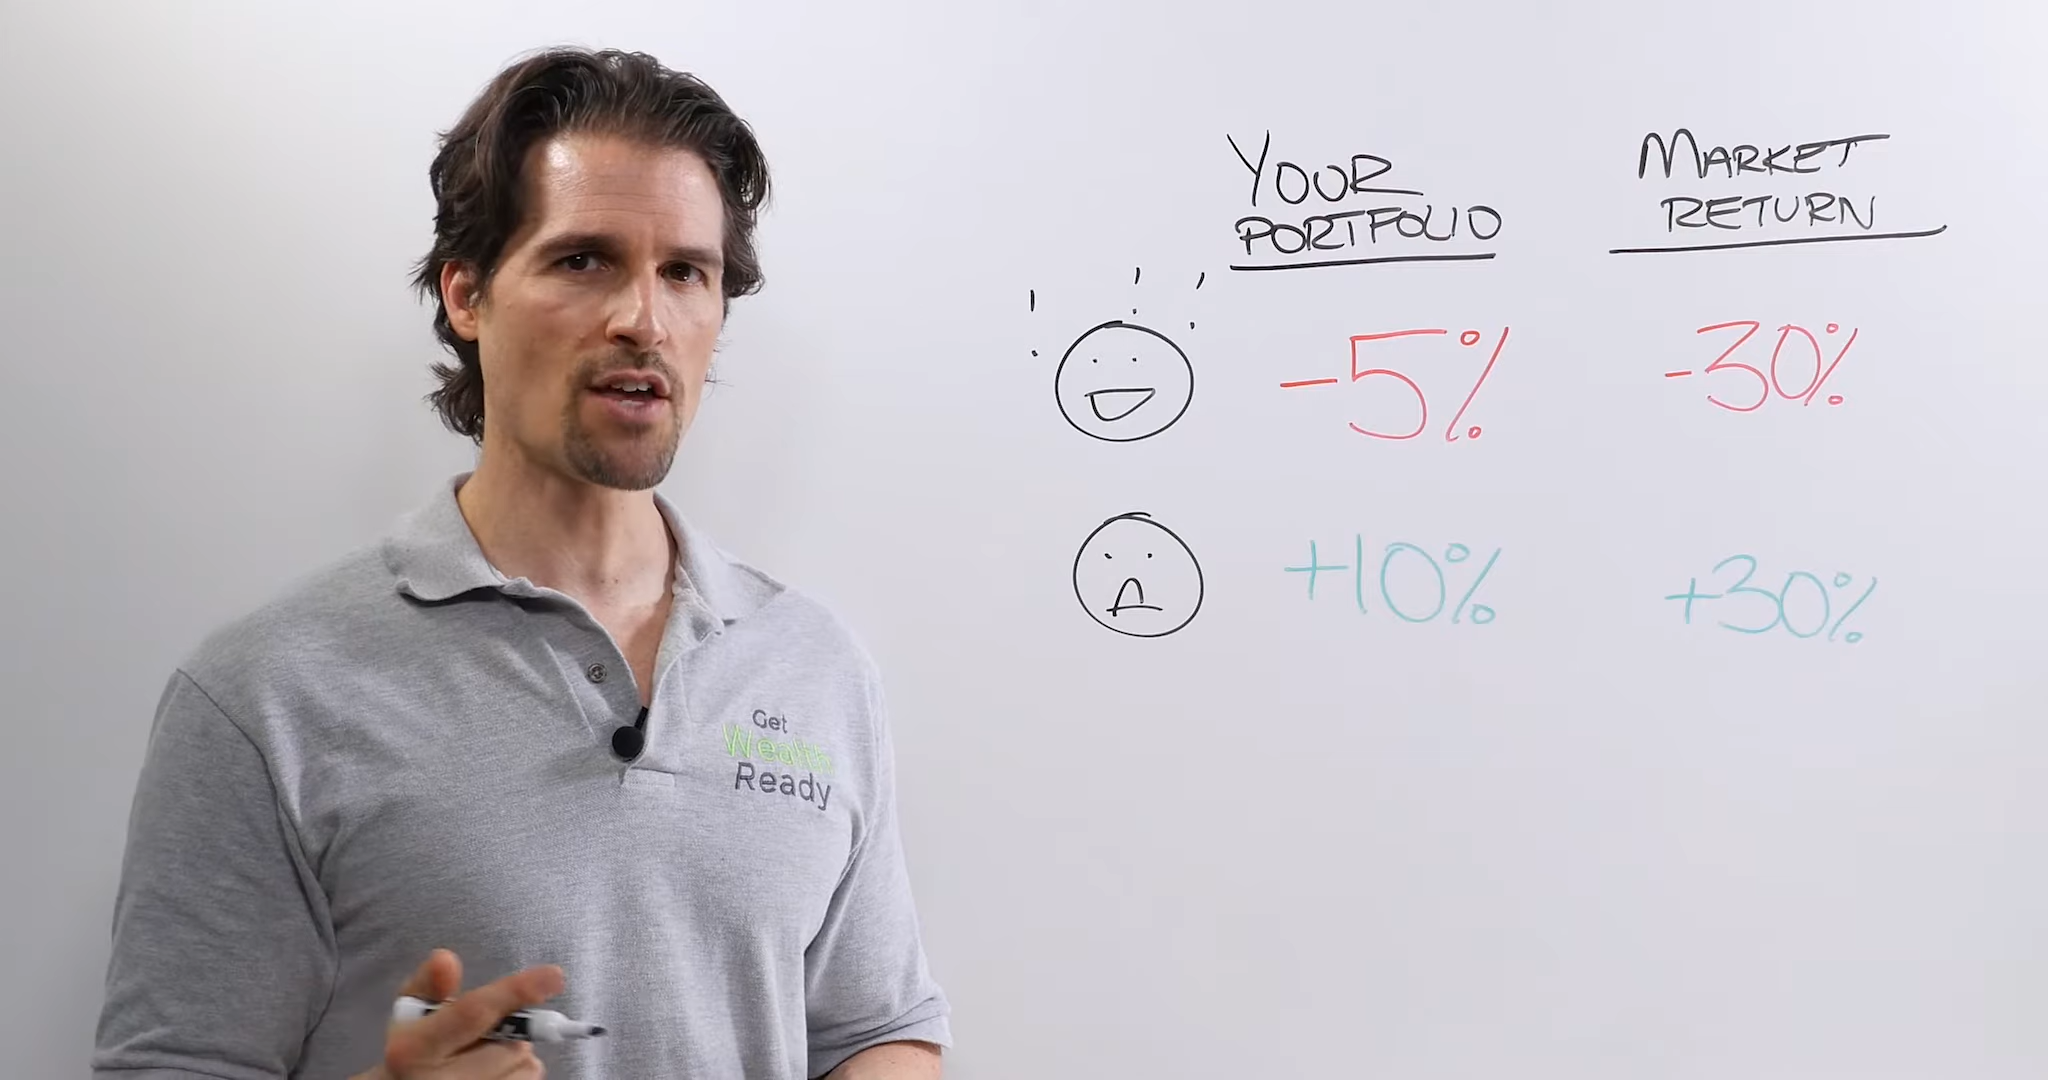 YOUR
PORTFOLIO
MARKET
RETURN
-5%
-30%
+10%
+30%
Get
Wealth
Ready